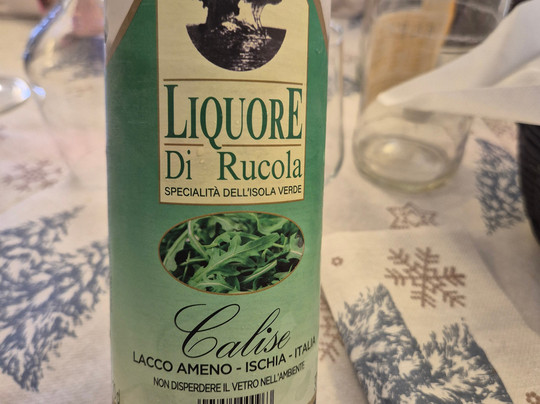 LIQUORE
Di Rucola
SPECIALITÀ DELL'ISOLA VERDE
Calise
LACCO AMENO - ISCHIA - ITALIA
NON DISPERDERE IL VETRO NELL'AMBIENTE